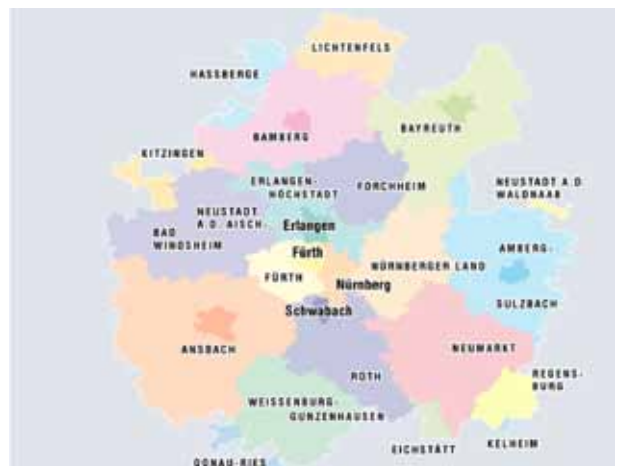 LICHTENFELS
HASSBERGE
BAMBERG
BAYREUTH
KITZINGEN
ERLANGEN-
HÖCHSTADT
FORCHHEIM
NEUSTADT A.D.
WALDNAAB
NEUSTADT
A.D. AISCH-
BAD
WINDSHEIM
Erlangen
AMBERG-
SULZBACH
Fürth
FÜRTH
NÜRNBERGER LAND
Nürnberg
Schwabach
ANSBACH
NEUMARKT
ROTH
REGENS-
BURG
WEISSENBURG-
GUNZENHAUSEN
EICHSTÄTT
KELHEIM
DONAU-RIES